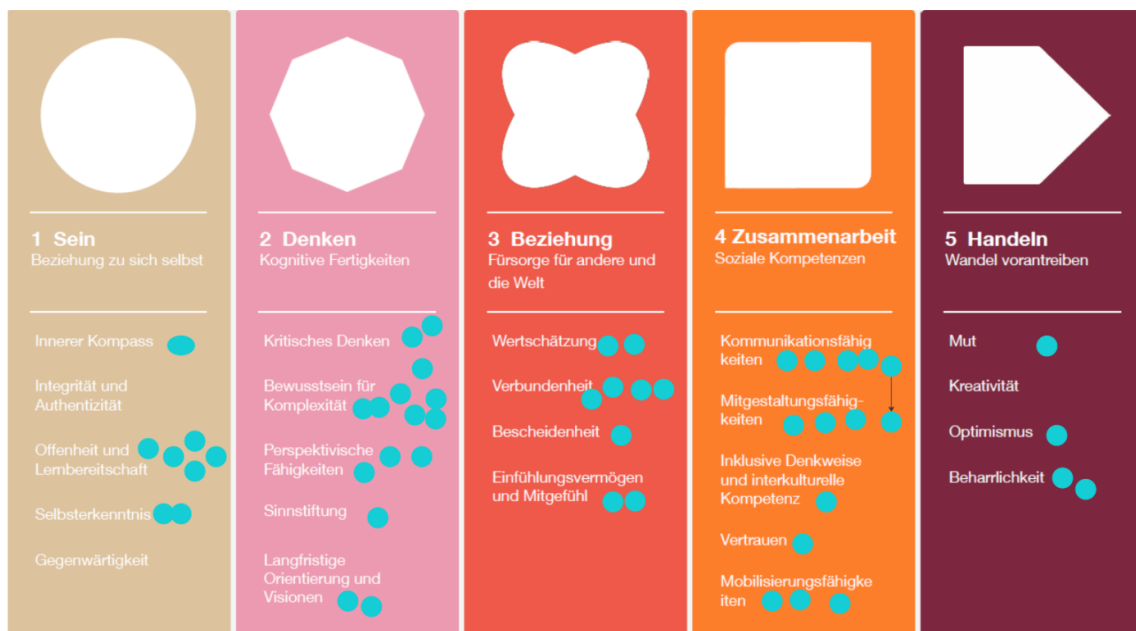 1 Sein
Beziehung zu sich selbst
Innerer Kompass
Integrität und
Authentizität
Offenheit und
Lernbereitschaft
Selbsterkenntnis
Gegenwärtigkeit
2 Denken
Kognitive Fertigkeiten
Kritisches Denken
Bewusstsein für
Komplexität
Perspektivische
Fähigkeiten
Sinnstiftung
Langfristige
Orientierung und
Visionen
3 Beziehung
Fürsorge für andere und
die Welt
Wertschätzung
Verbundenheit
Bescheidenheit
Einfühlungsvermögen
und Mitgefühl
4 Zusammenarbeit
Soziale Kompetenzen
Kommunikationsfähig
keiten
Mitgestaltungsfähig-
keiten
Inklusive Denkweise
und interkulturelle
Kompetenz
Vertrauen
Mobilisierungsfähigke
iten
5 Handeln
Wandel vorantreiben
Mut
Kreativität
Optimismus
Beharrlichkeit